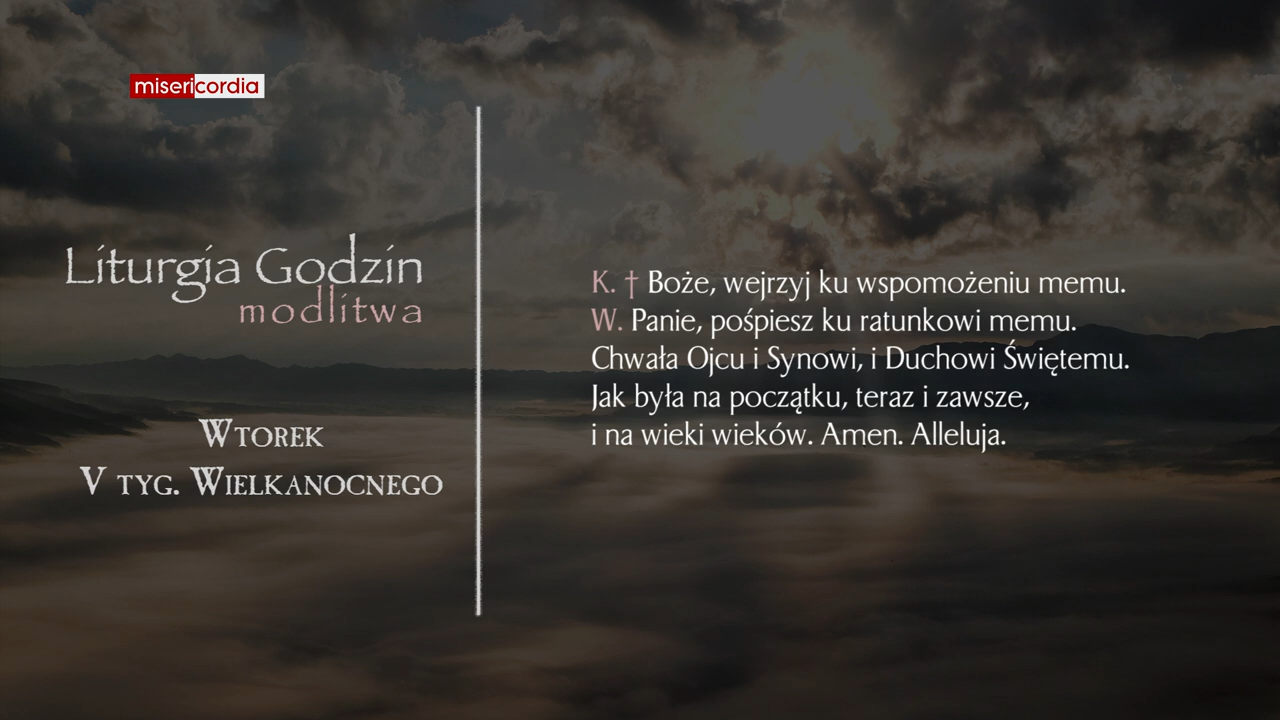 misericordia
Liturgia Godzin
modlitwa
Wtorek
V tyg. Wielkanocnego
K. † Boże, wejrzyj ku wspomożeniu memu.
W. Panie, pośpiesz ku ratunkowi memu.
Chwała Ojcu i Synowi, i Duchowi Świętemu.
Jak była na początku, teraz i zawsze,
i na wieki wieków. Amen. Alleluja.